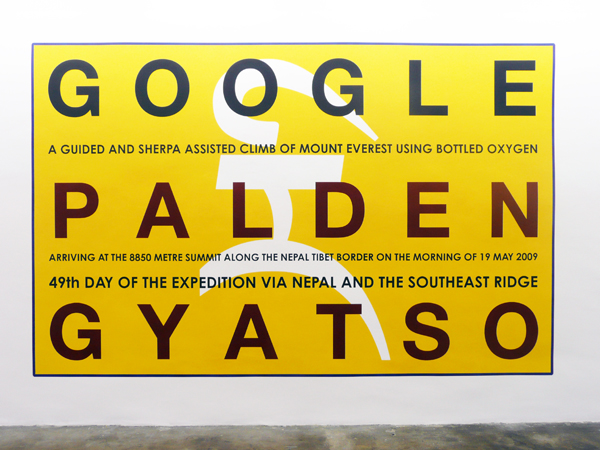 GOOGLE
A GUIDED AND SHERPA ASSISTED CLIMB OF MOUNT EVEREST USING BOTTLED OXYGEN
PALDEN
ARRIVING AT THE 8850 METRE SUMMIT ALONG THE NEPAL TIBET BORDER ON THE MORNING OF 19 MAY 2009
49th DAY OF THE EXPEDITION VIA NEPAL AND THE SOUTHEAST RIDGE
GYATSO